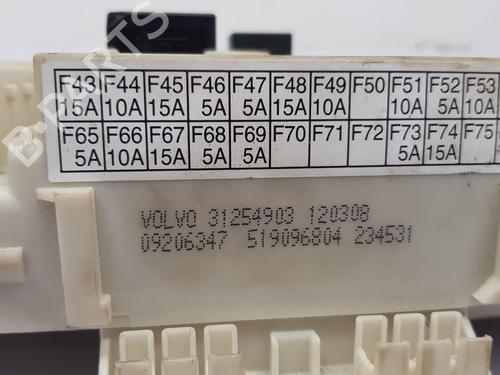 F43 F44 F45 F46 F47 F48 F49 F50 F51 F52 F53
15A 10A 15A 5A 5A 15A 10A 10A 5A 10A
F65 F66 F67 F68 F69 F70 F71 F72 F73 F74 F75
5A 10A 15A 5A 5A 5A 15A
VOLVO 31254903 120308
09206347 519096804 234531
B-PARTS